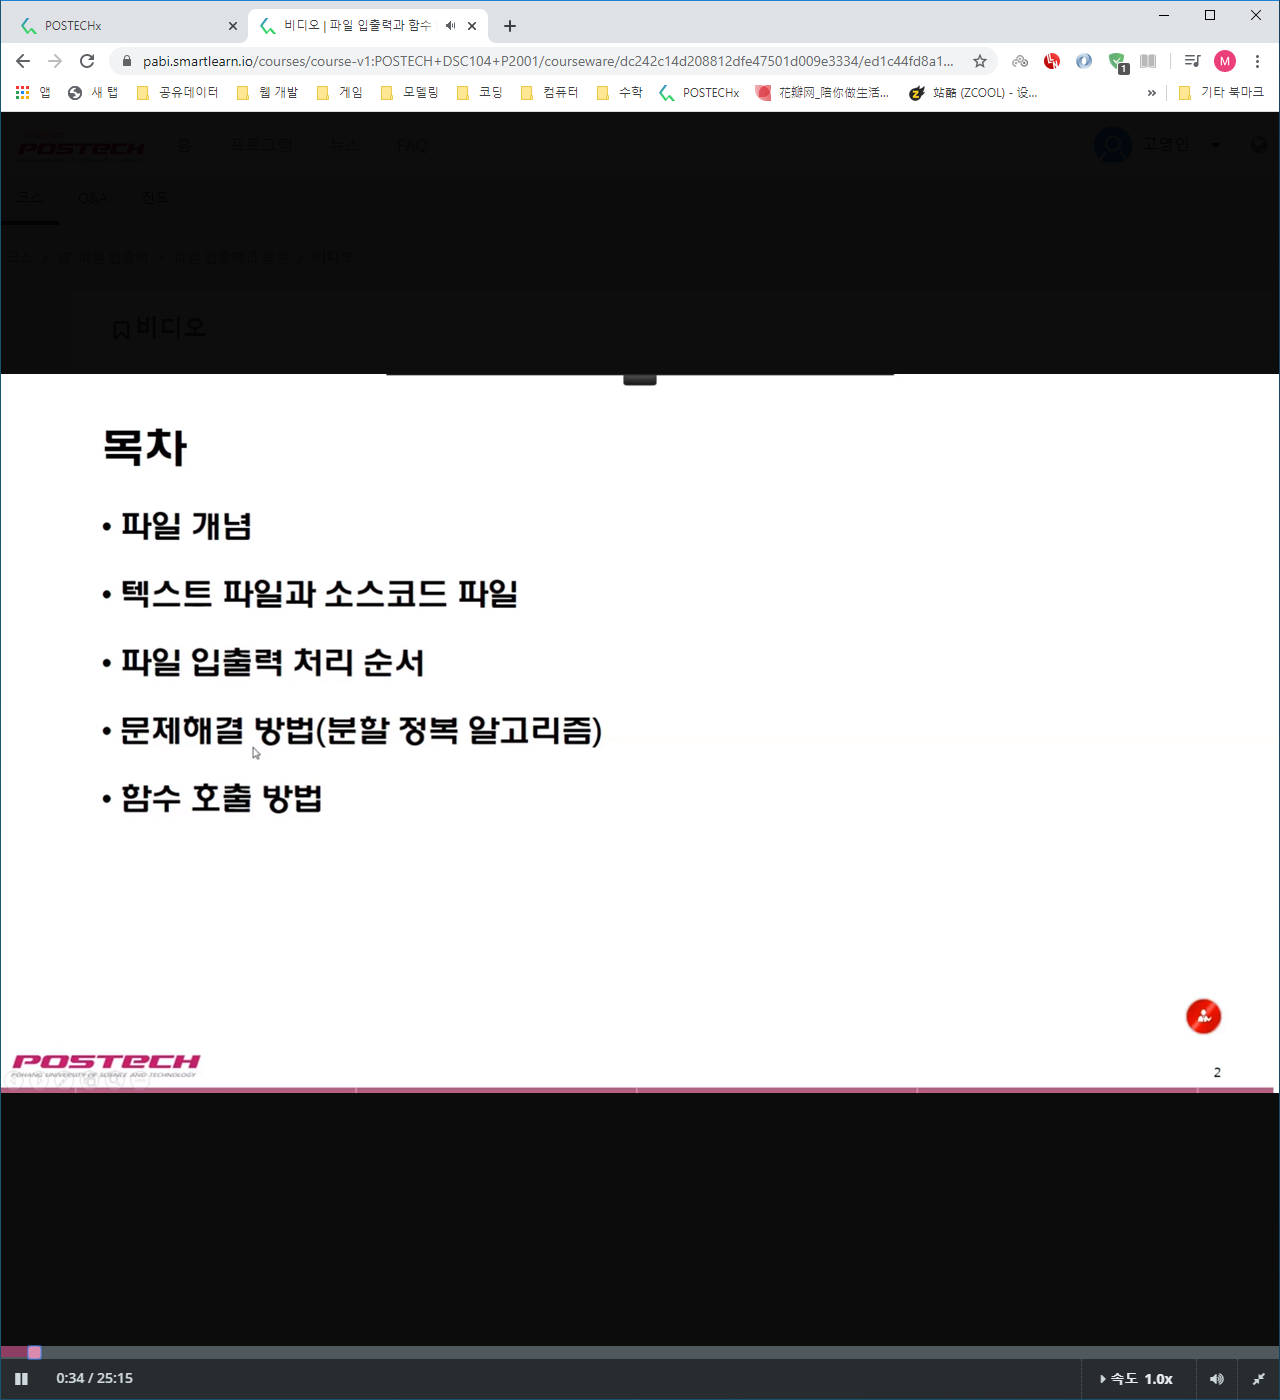 POSTECHx
비디오 | 파일 입출력과 함수
pabi.smartlearn.io/courses/course-v1:POSTECH+DSC104+P2001/courseware/dc242c14d208812dfe47501d009e3334/ed1c44fd8a1...
1
M
앱 새 탭 공유데이터 웹 개발 게임 모델링 코딩 컴퓨터 수학 POSTECHx 花瓣网_陪你做生活... 站酷 (ZCOOL) - 设... » 기타 북마크
POSTECH 홈 프로그램 뉴스 FAQ 고명인
코스 Q&A 진도
비디오
비디오
목차
• 파일 개념
• 텍스트 파일과 소스코드 파일
• 파일 입출력 처리 순서
• 문제해결 방법(분할 정복 알고리즘)
• 함수 호출 방법
POSTECH
POHANG UNIVERSITY OF SCIENCE AND TECHNOLOGY
2
0:34 / 25:15
속도 1.0x